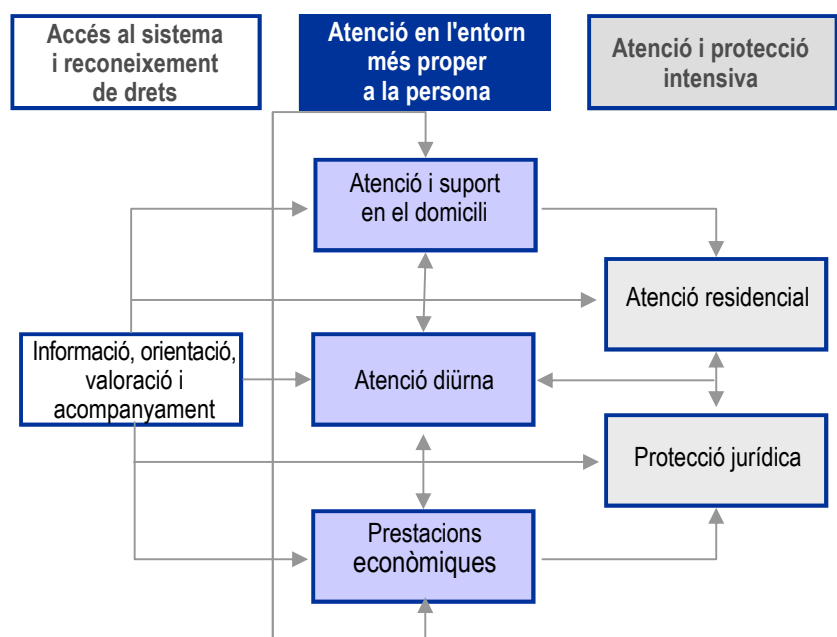 Accés al sistema
i reconeixement
de drets
Atenció en l'entorn
més proper
a la persona
Atenció i protecció
intensiva
Atenció i suport
en el domicili
Atenció residencial
Informació, orientació,
valoració i
acompanyament
Atenció diürna
Protecció jurídica
Prestacions
econòmiques